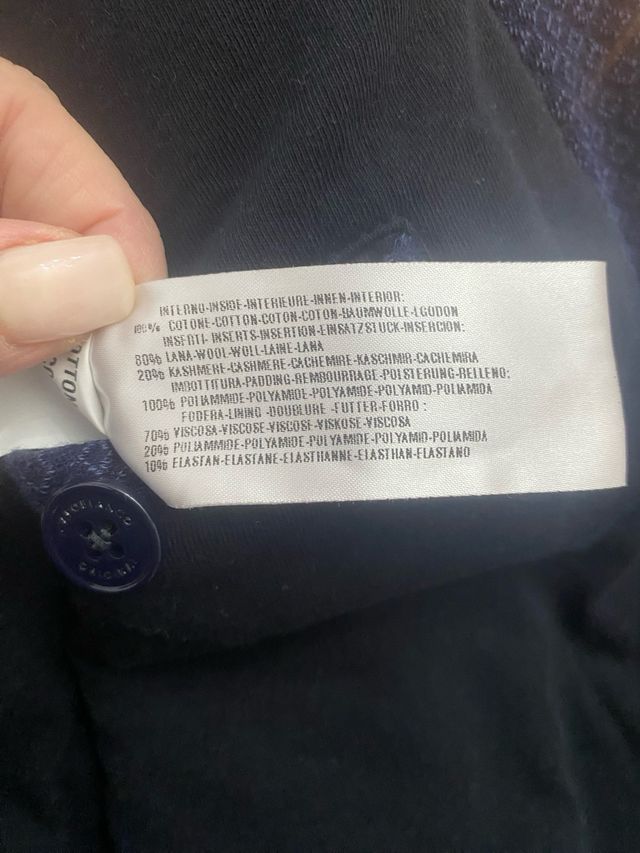 INTERNO-INSIDE-INTERIEURE-INNEN-INTERIOR:
100% COTONE-COTTON-COTON-COTON-BAUMWOLLE-LGODON
INSERTI- INSERTS-INSERTION-EINSATZSTUCK-INSERCION:
80% LANA-WOOL-WOLL-LAINE-LANA
20% KASHMERE-CASHMERE-CACHEMIRE-KASCHMIR-CACHEMIRA
IMBOTTITURA-PADDING-REMBOURRAGE-POLSTERUNG-RELLENO:
100% POLIAMMIDE-POLYAMIDE-POLYAMIDE-POLYAMID-POLIAMIDA
FODERA-LINING -DOUBLURE -FUTTER-FORRO :
70% VISCOSA-VISCOSE-VISCOSE-VISKOSE-VISCOSA
20% POLIAMMIDE-POLYAMIDE-POLYAMIDE-POLYAMID-POLIAMIDA
10% ELASTAN-ELASTANE-ELASTHANNE-ELASTHAN-ELASTANO